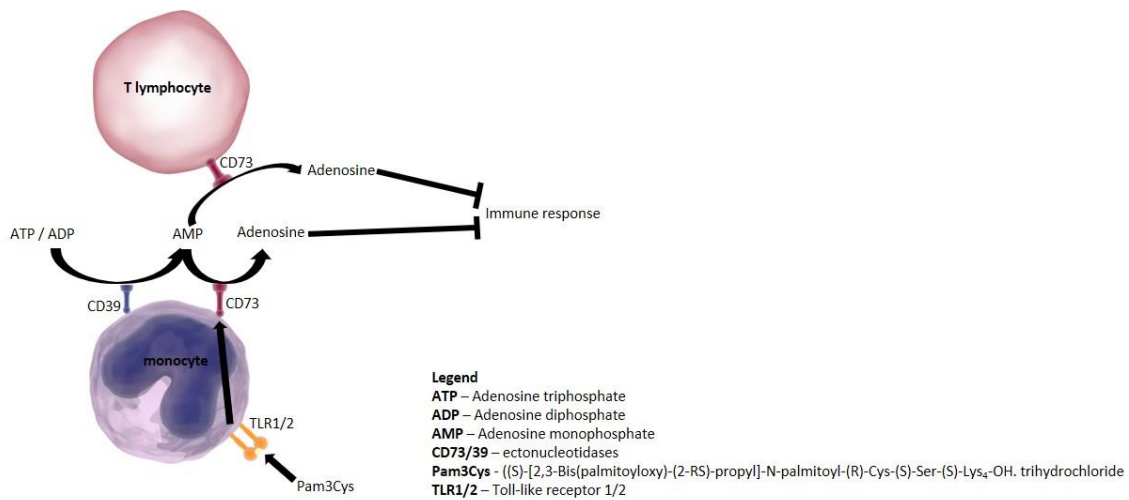 T lymphocyte
CD73
Adenosine
Immune response
ATP / ADP
AMP
Adenosine
CD39
CD73
monocyte
TLR1/2
Pam3Cys
Legend
ATP – Adenosine triphosphate
ADP – Adenosine diphosphate
AMP – Adenosine monophosphate
CD73/39 – ectonucleotidases
Pam3Cys - ((S)-[2,3-Bis(palmitoyloxy)-(2-RS)-propyl]-N-palmitoyl-(R)-Cys-(S)-Ser-(S)-Lys₄-OH. trihydrochloride
TLR1/2 – Toll-like receptor 1/2